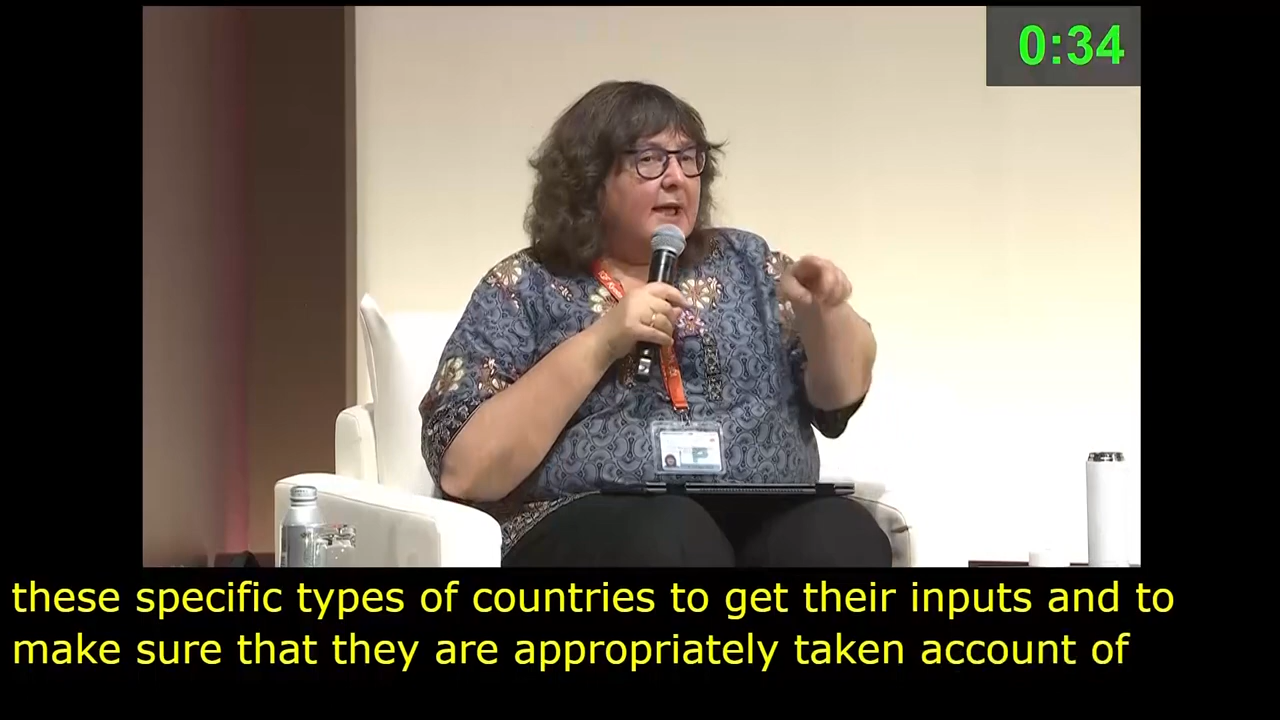 0:34
these specific types of countries to get their inputs and to
make sure that they are appropriately taken account of